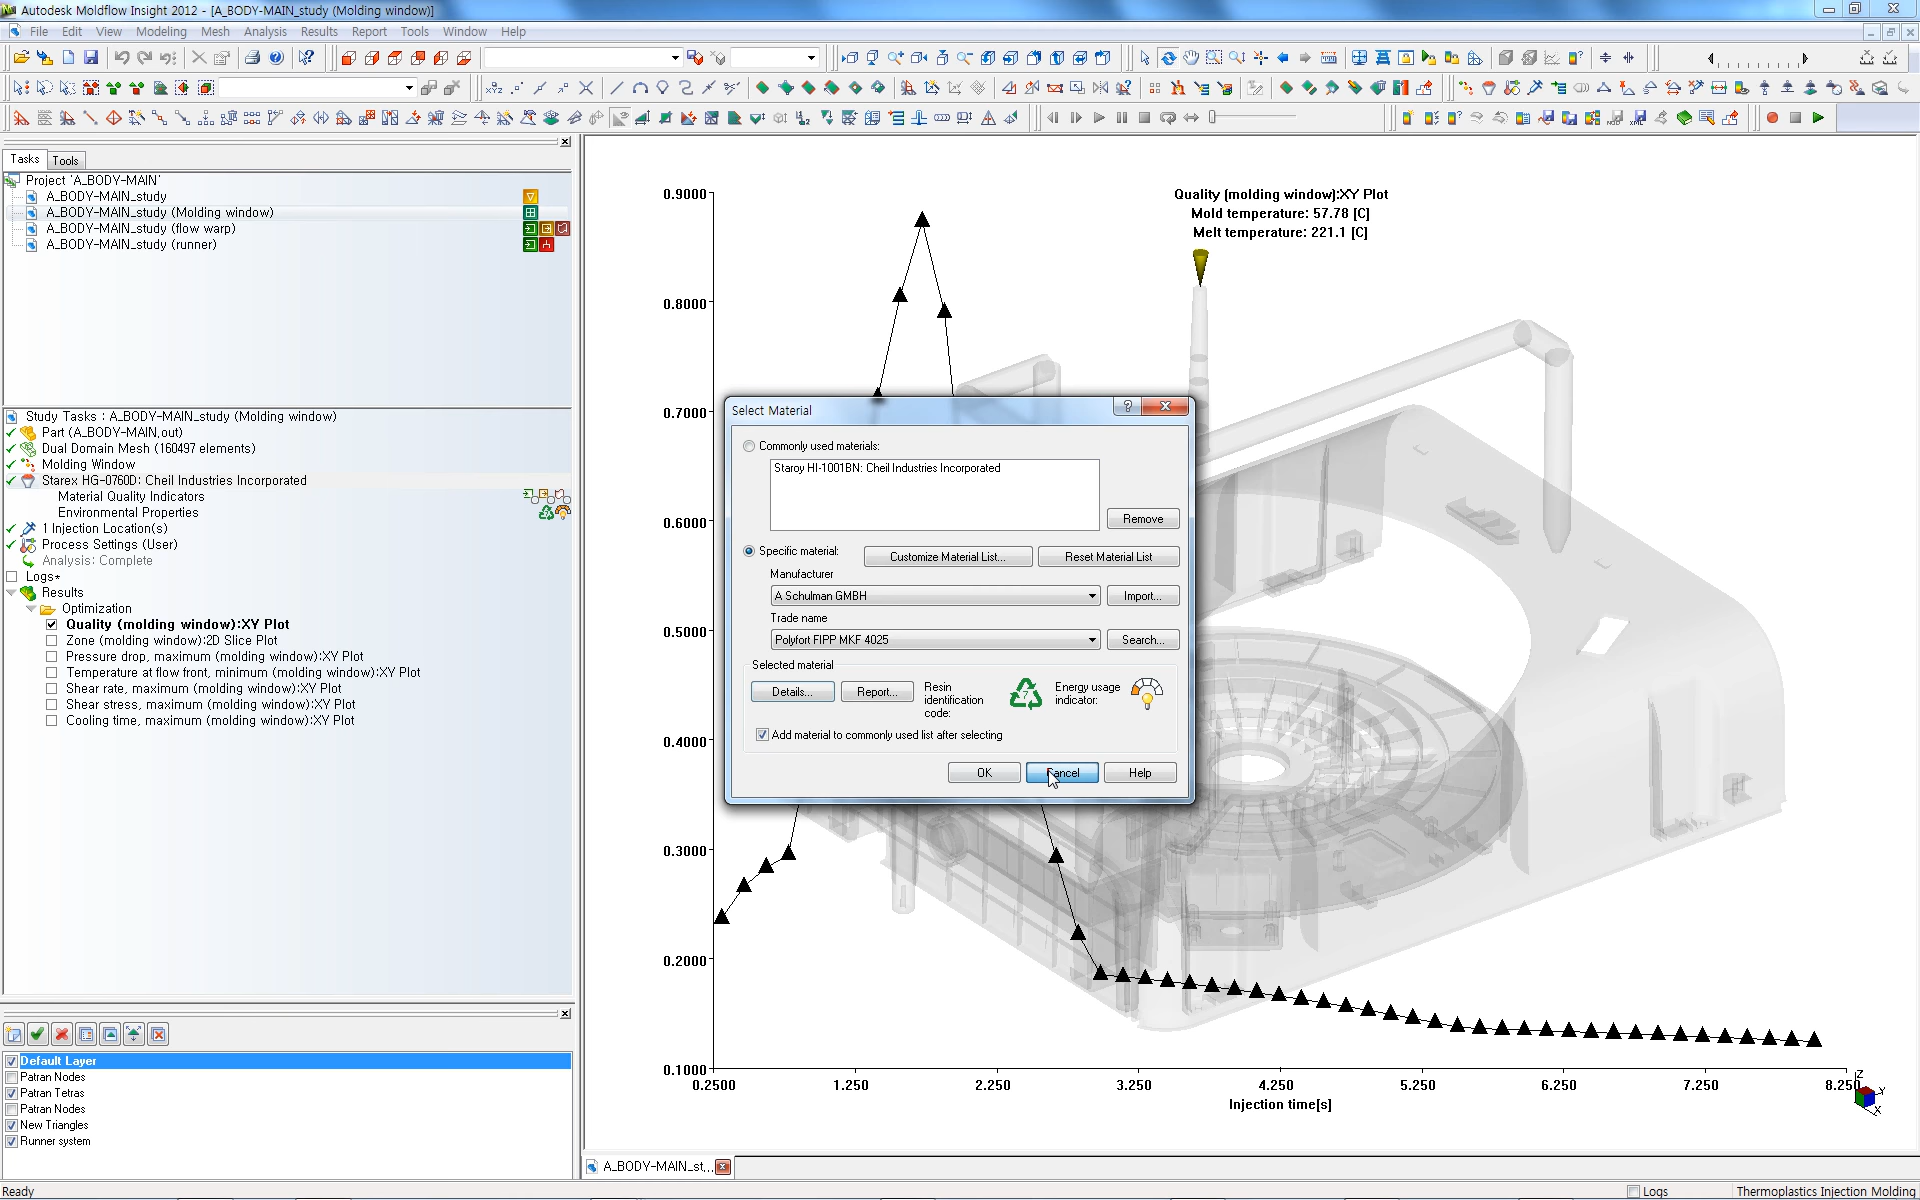 Autodesk Moldflow Insight 2012 - [A_BODY-MAIN_study (Molding window)]
File Edit View Modeling Mesh Analysis Results Report Tools Window Help
Tasks Tools
Project 'A_BODY-MAIN'
A_BODY-MAIN_study
A_BODY-MAIN_study (Molding window)
A_BODY-MAIN_study (flow warp)
A_BODY-MAIN_study (runner)
Study Tasks : A_BODY-MAIN_study (Molding window)
Part (A_BODY-MAIN,out)
Dual Domain Mesh (160497 elements)
Molding Window
Starex HG-0760D: Cheil Industries Incorporated
Material Quality Indicators
Environmental Properties
1 Injection Location(s)
Process Settings (User)
Analysis: Complete
Logs*
Results
Optimization
Quality (molding window):XY Plot
Zone (molding window):2D Slice Plot
Pressure drop, maximum (molding window):XY Plot
Temperature at flow front, minimum (molding window):XY Plot
Shear rate, maximum (molding window):XY Plot
Shear stress, maximum (molding window):XY Plot
Cooling time, maximum (molding window):XY Plot
Default Layer
Patran Nodes
Patran Tetras
Patran Nodes
New Triangles
Runner system
Quality (molding window):XY Plot
Mold temperature: 57.78 [C]
Melt temperature: 221.1 [C]
0.9000
0.8000
0.7000
0.6000
0.5000
0.4000
0.3000
0.2000
0.1000
0.2500 1.250 2.250 3.250 4.250 5.250 6.250 7.250 8.250
Injection time[s]
Z
Y
X
Select Material
Commonly used materials:
Staroy HI-1001BN: Cheil Industries Incorporated
Remove
Specific material:
Customize Material List...
Reset Material List
Manufacturer
A Schulman GMBH
Import...
Trade name
Polyfort FIPP MKF 4025
Search...
Selected material
Details...
Report...
Resin identification code:
7
Energy usage indicator:
Add material to commonly used list after selecting
OK
Cancel
Help
A_BODY-MAIN_st...
Ready
Logs
Thermoplastics Injection Molding